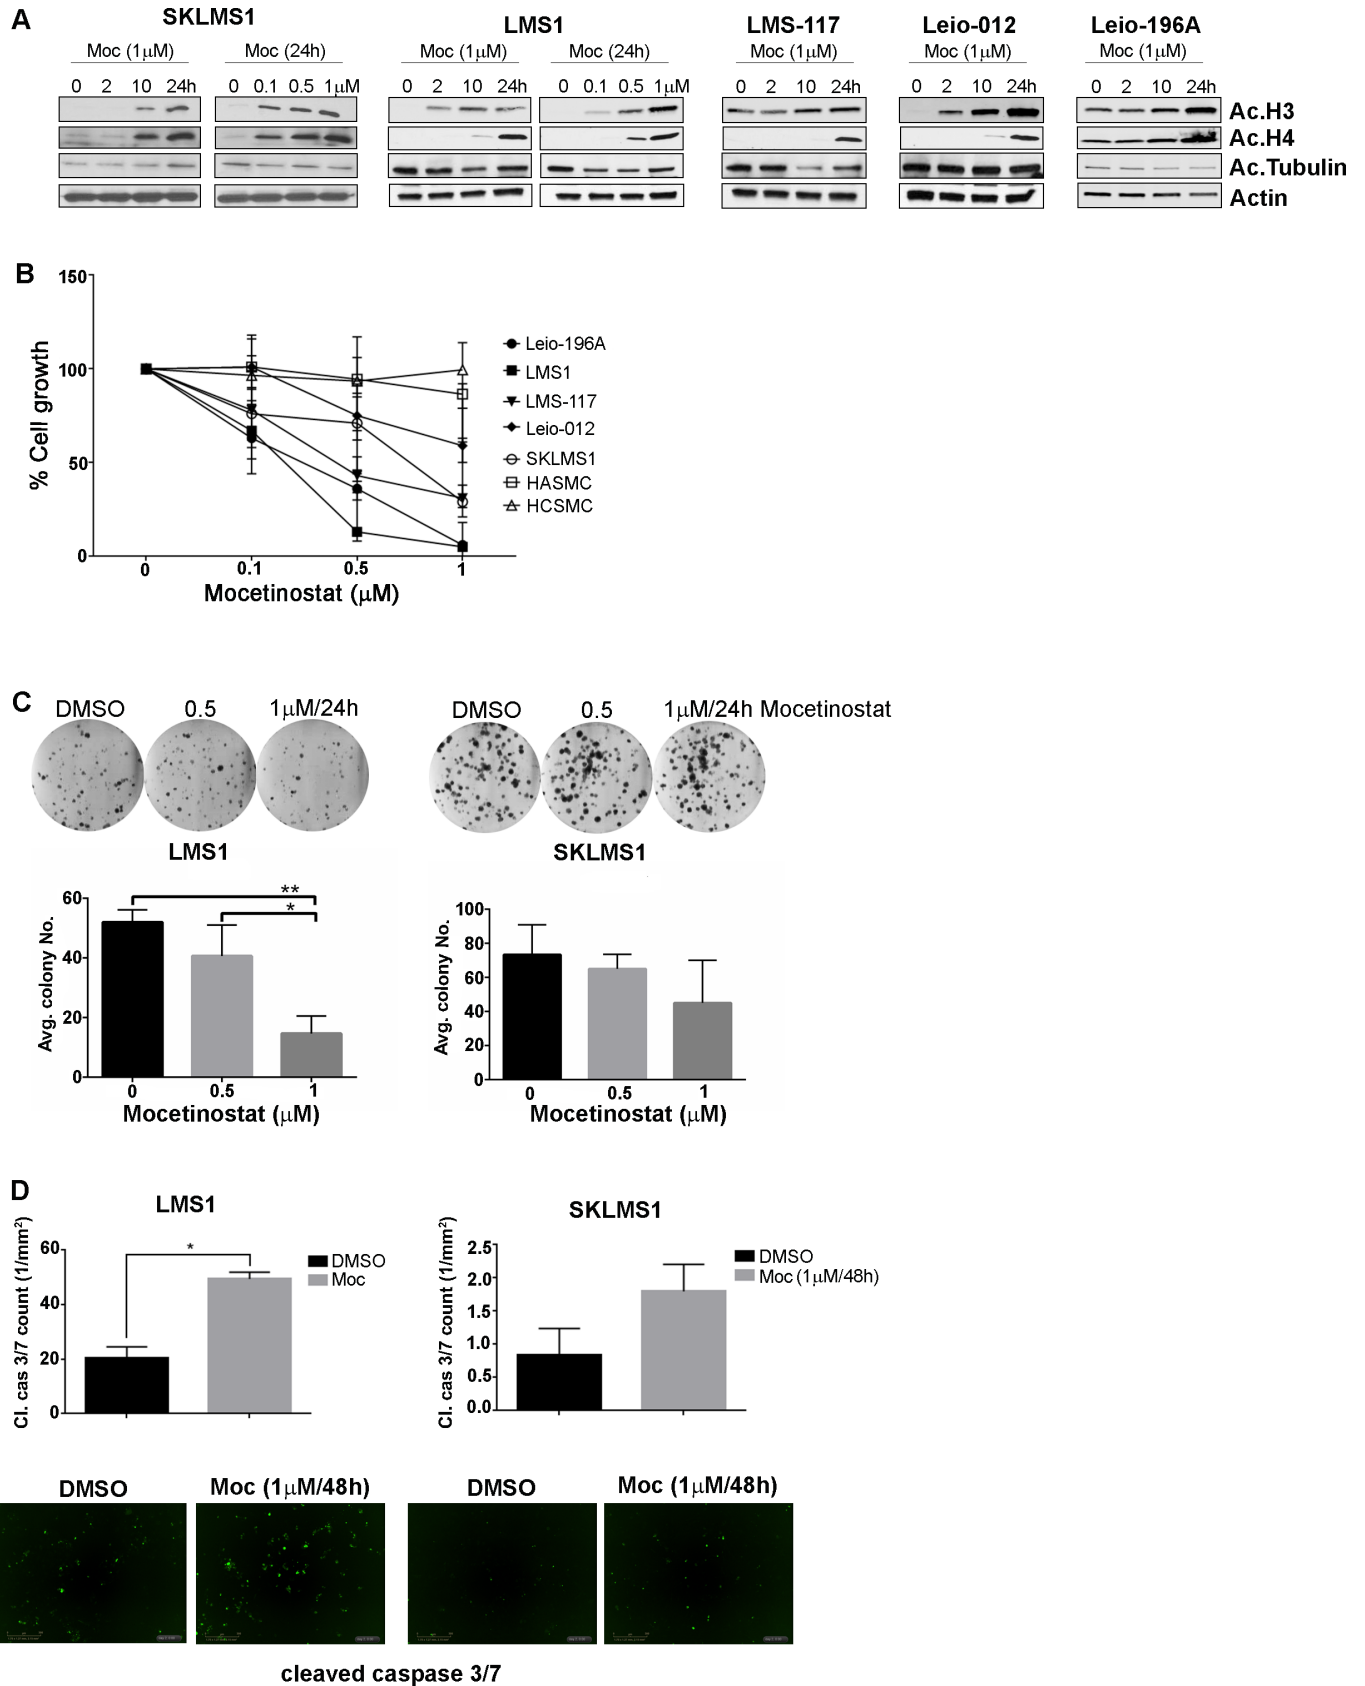 A
SKLMS1
LMS1
LMS-117
Leio-012
Leio-196A
Moc (1μM)
Moc (24h)
Moc (1μM)
Moc (24h)
Moc (1μM)
Moc (1μM)
Moc (1μM)
0 2 10 24h
0 0.1 0.5 1μM
0 2 10 24h
0 0.1 0.5 1μM
0 2 10 24h
0 2 10 24h
0 2 10 24h
Ac.H3
Ac.H4
Ac.Tubulin
Actin
B
150
100
50
0
% Cell growth
0 0.1 0.5 1
Mocetinostat (μM)
Leio-196A
LMS1
LMS-117
Leio-012
SKLMS1
HASMC
HCSMC
C
DMSO 0.5 1μM/24h
DMSO 0.5 1μM/24h Mocetinostat
LMS1
SKLMS1
60
40
20
0
Avg. colony No.
**
*
0 0.5 1
Mocetinostat (μM)
100
80
60
40
20
0
Avg. colony No.
0 0.5 1
Mocetinostat (μM)
D
LMS1
60
40
20
0
Cl. cas 3/7 count (1/mm²)
*
DMSO
Moc
SKLMS1
2.5
2.0
1.5
1.0
0.5
0.0
Cl. cas 3/7 count (1/mm²)
DMSO
Moc (1μM/48h)
DMSO
Moc (1μM/48h)
DMSO
Moc (1μM/48h)
cleaved caspase 3/7